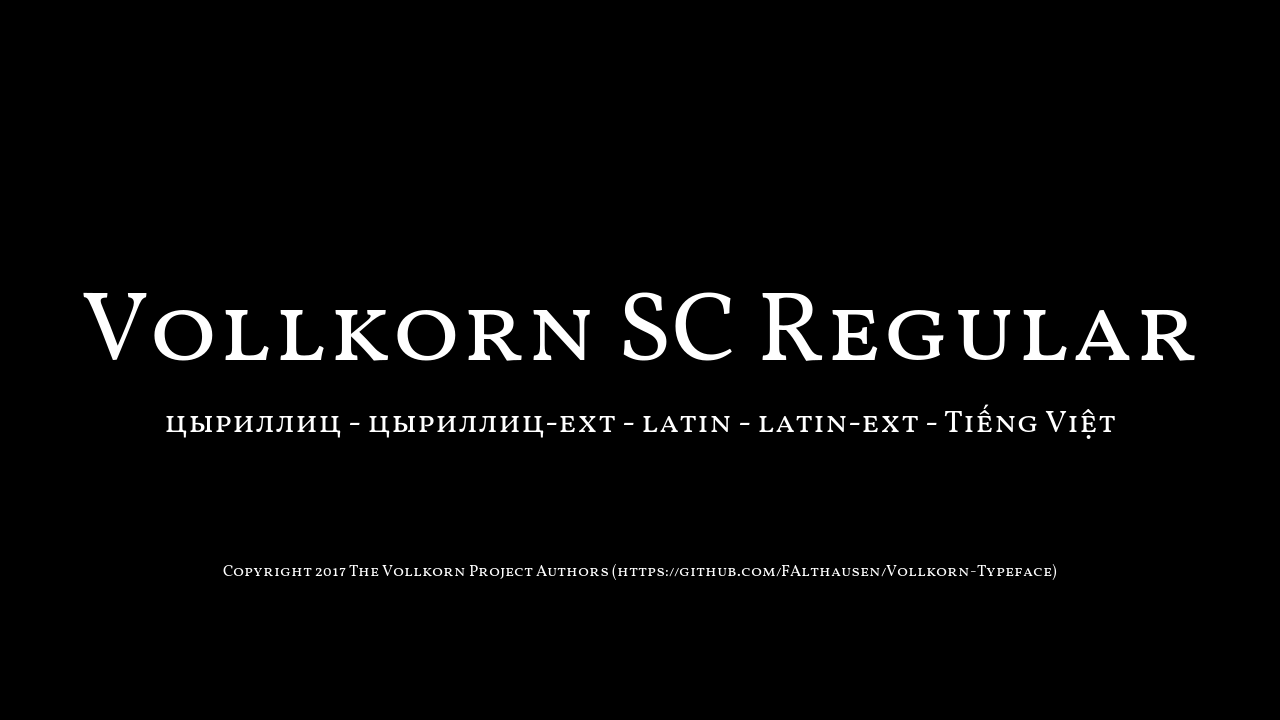 Vollkorn SC Regular
цыриллиц - цыриллиц-ext - latin - latin-ext - Tiếng Việt
Copyright 2017 The Vollkorn Project Authors (https://github.com/FAlthausen/Vollkorn-Typeface)